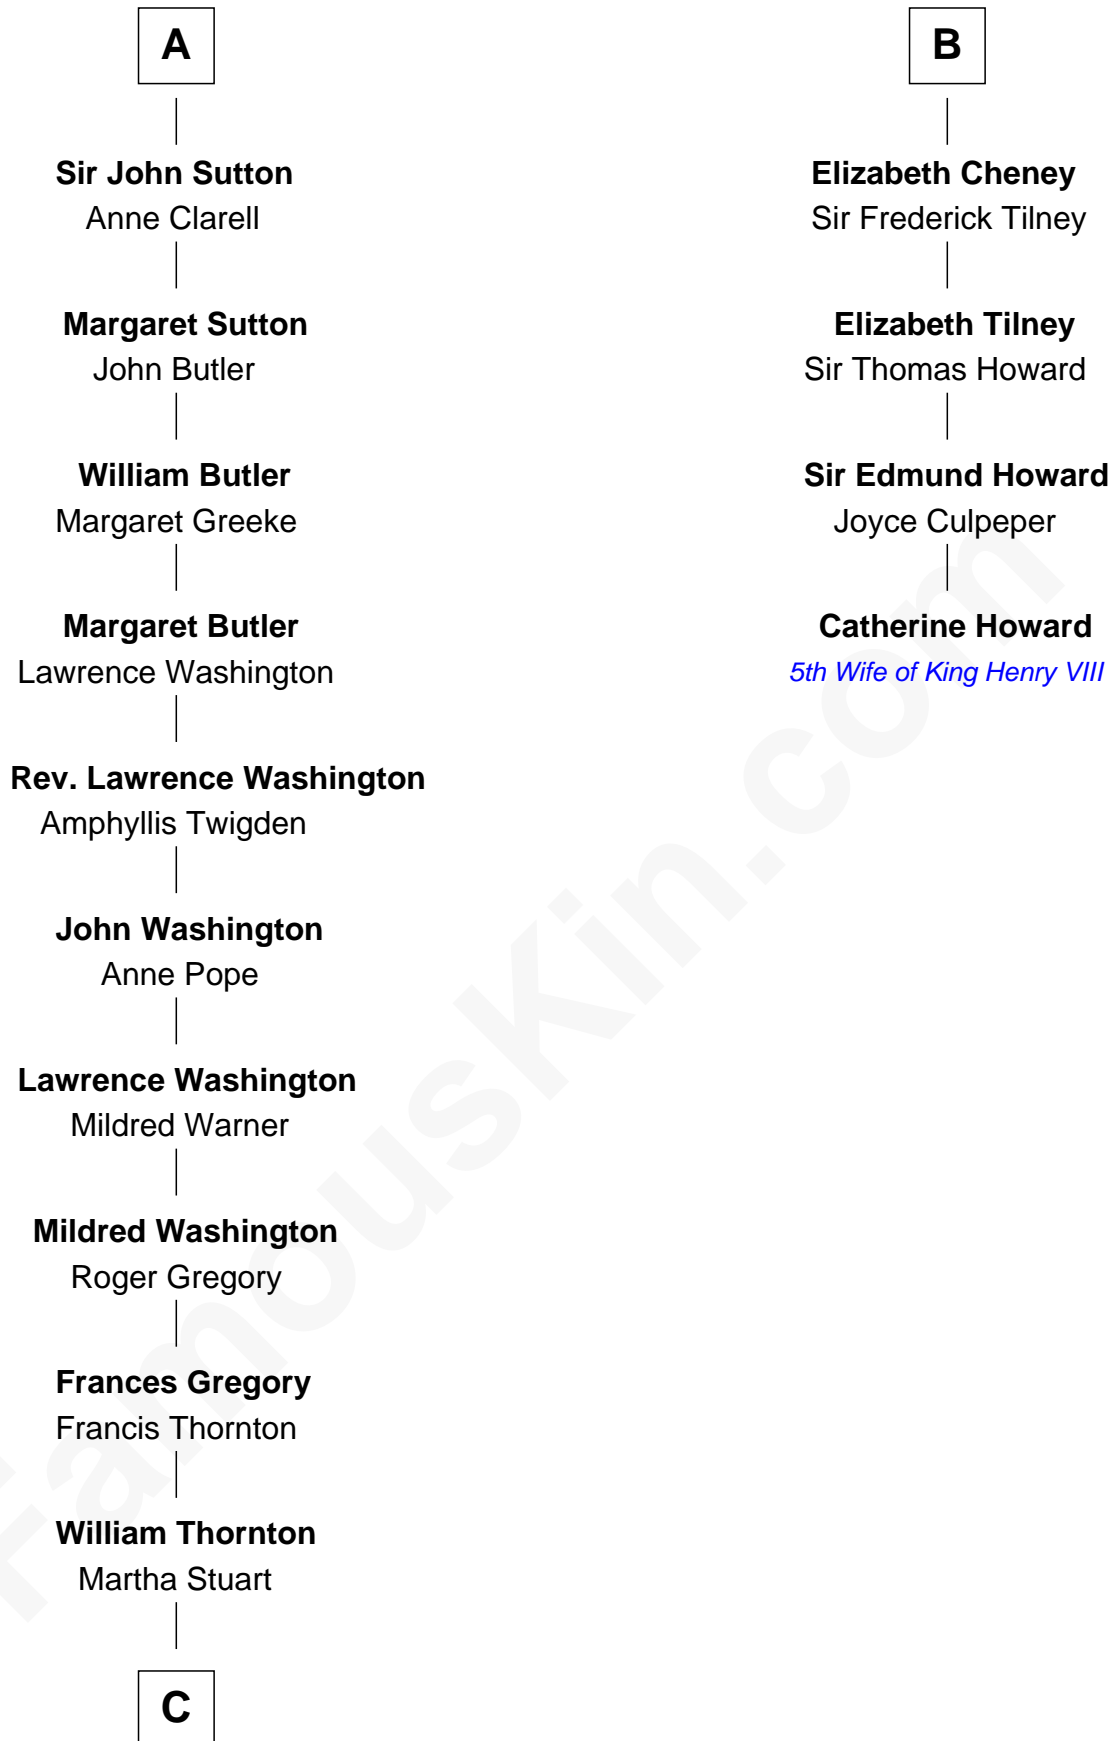 A
Sir John Sutton
Anne Clarell
Margaret Sutton
John Butler
William Butler
Margaret Greeke
Margaret Butler
Lawrence Washington
Rev. Lawrence Washington
Amphyllis Twigden
John Washington
Anne Pope
Lawrence Washington
Mildred Warner
Mildred Washington
Roger Gregory
Frances Gregory
Francis Thornton
William Thornton
Martha Stuart
C
B
Elizabeth Cheney
Sir Frederick Tilney
Elizabeth Tilney
Sir Thomas Howard
Sir Edmund Howard
Joyce Culpeper
Catherine Howard
5th Wife of King Henry VIII
FamousKin.com